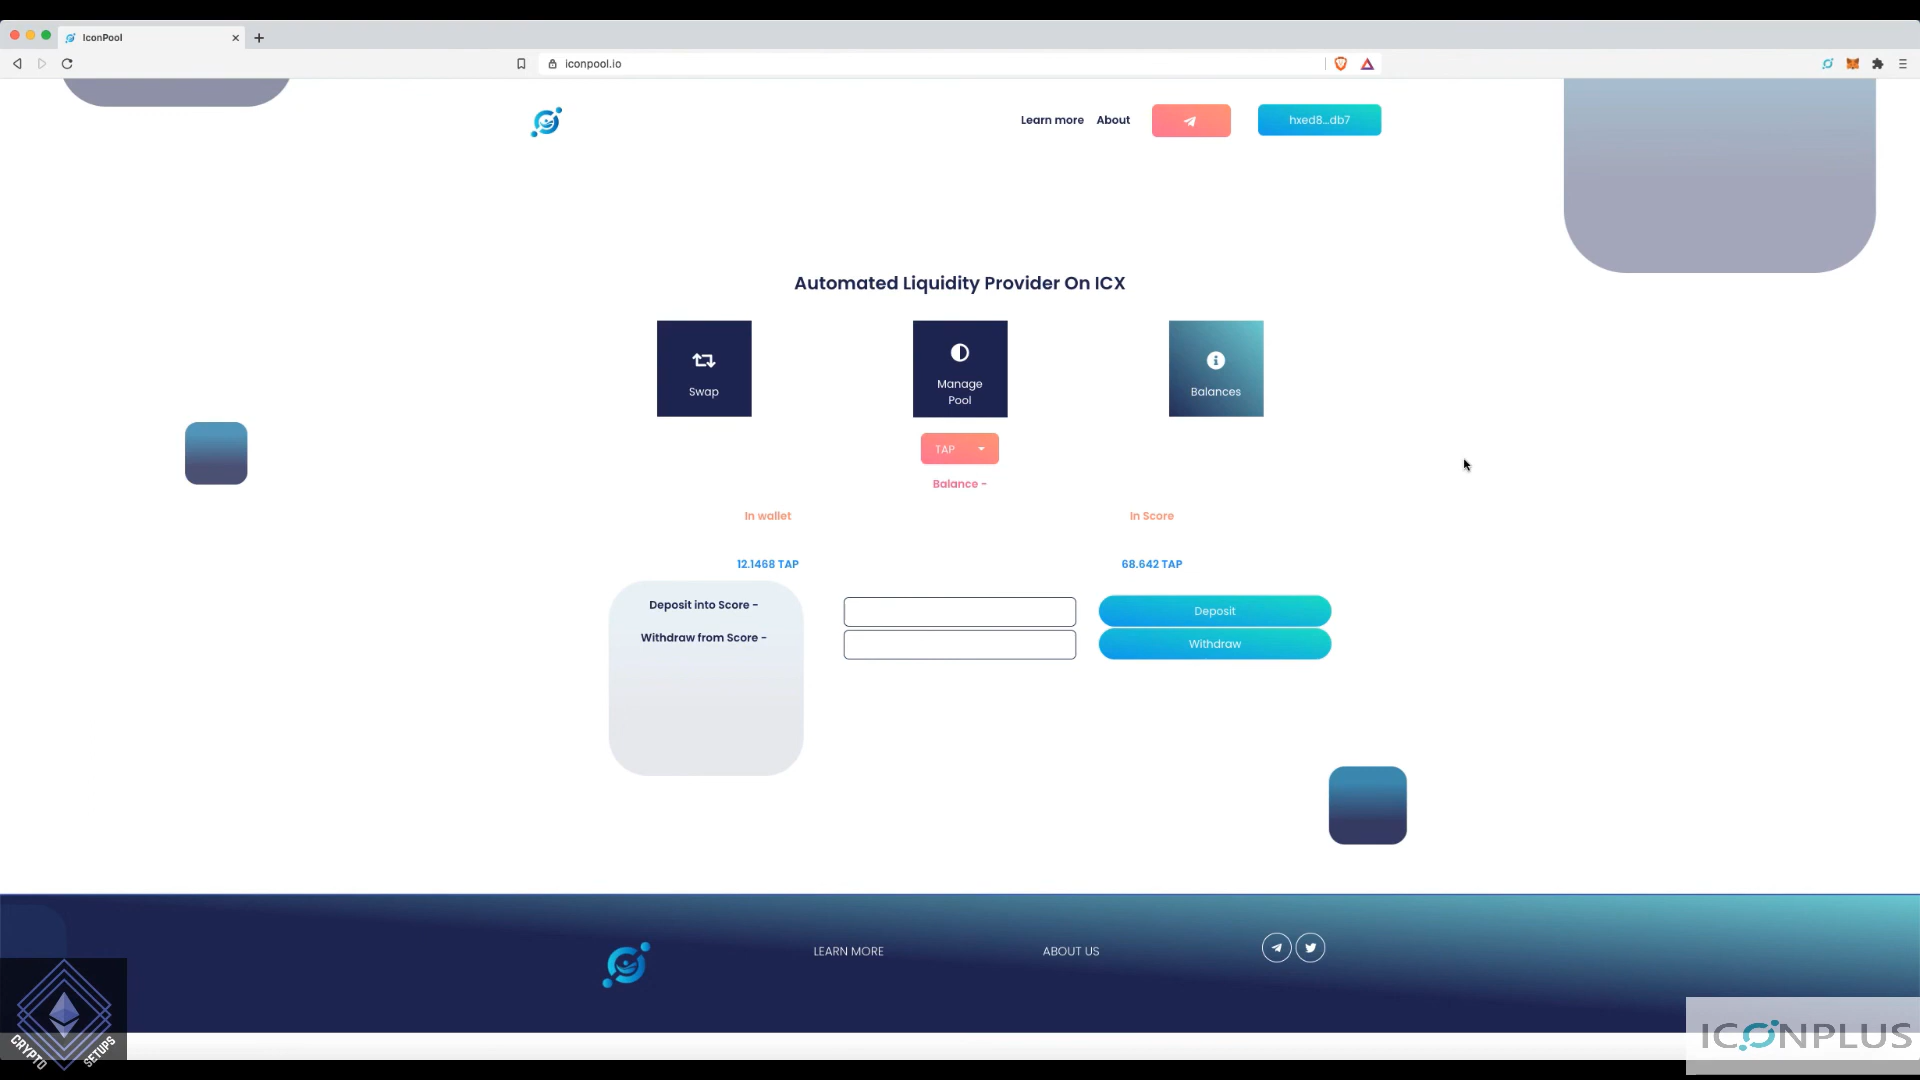 IconPool
iconpool.io
Learn more
About
hxed8...db7
Automated Liquidity Provider On ICX
Swap
Manage
Pool
Balances
TAP
Balance -
In wallet
In Score
12.1468 TAP
68.642 TAP
Deposit into Score -
Deposit
Withdraw from Score -
Withdraw
LEARN MORE
ABOUT US
CRYPTO SETUPS
ICONPLUS